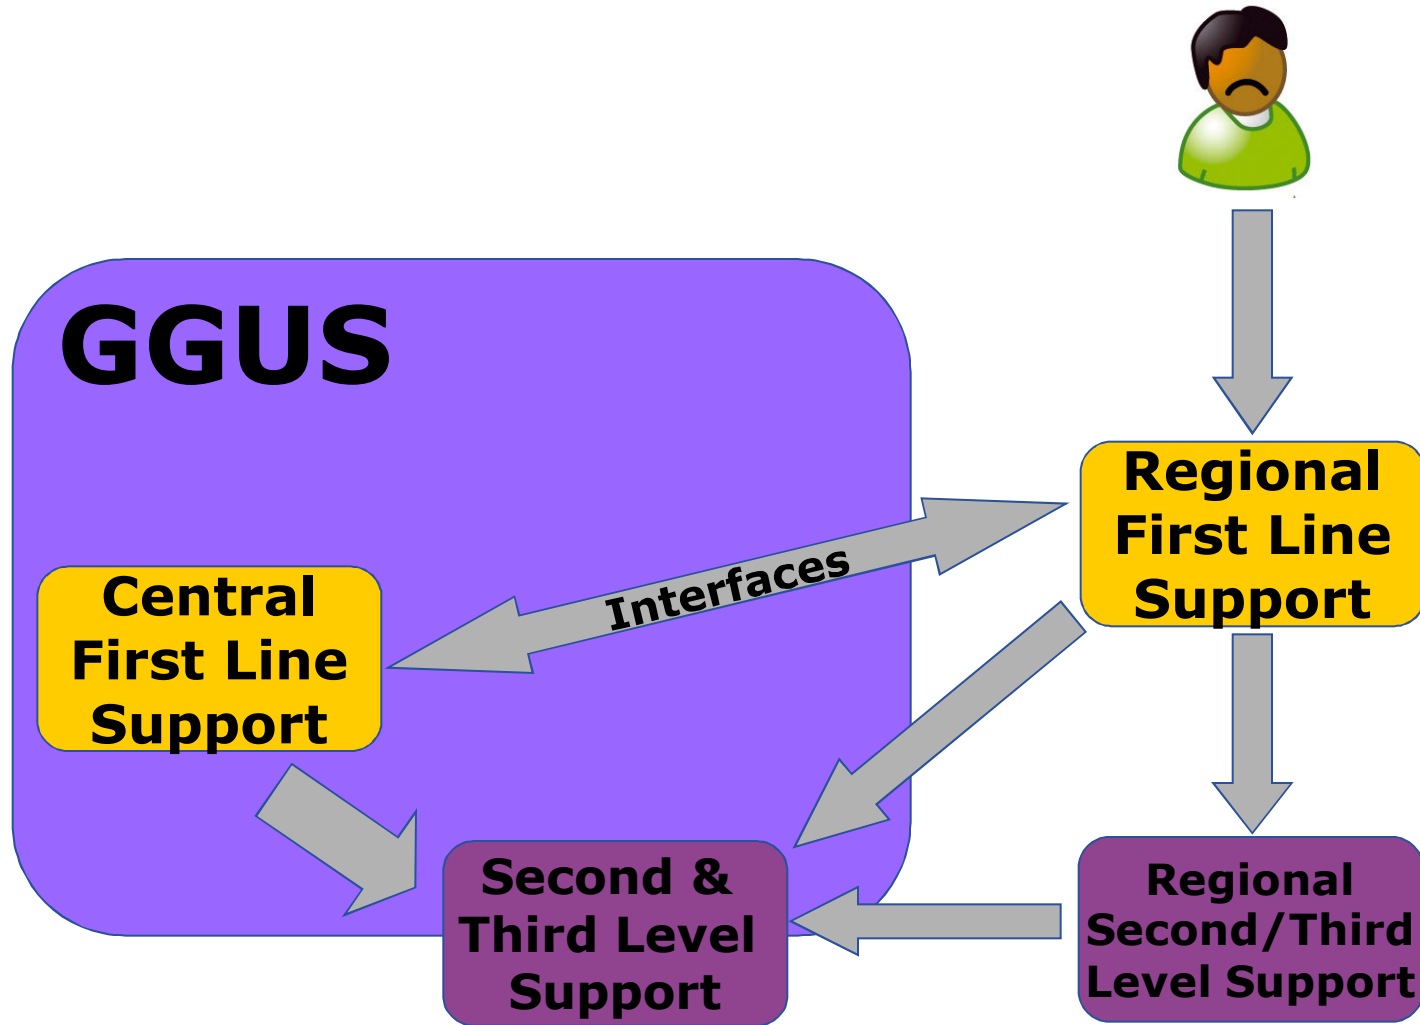 GGUS
Regional
First Line
Support
Interfaces
Central
First Line
Support
Second &
Third Level
Support
Regional
Second/Third
Level Support